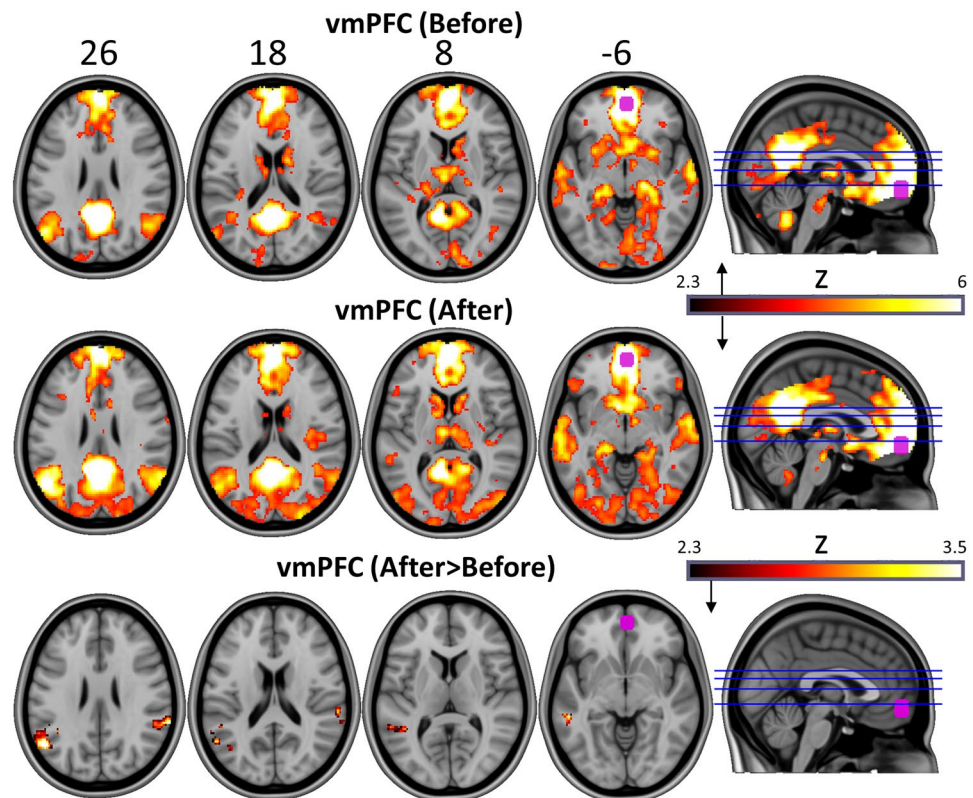 vmPFC (Before)
26 18 8 -6
2.3 Z 6
vmPFC (After)
2.3 Z 3.5
vmPFC (After>Before)